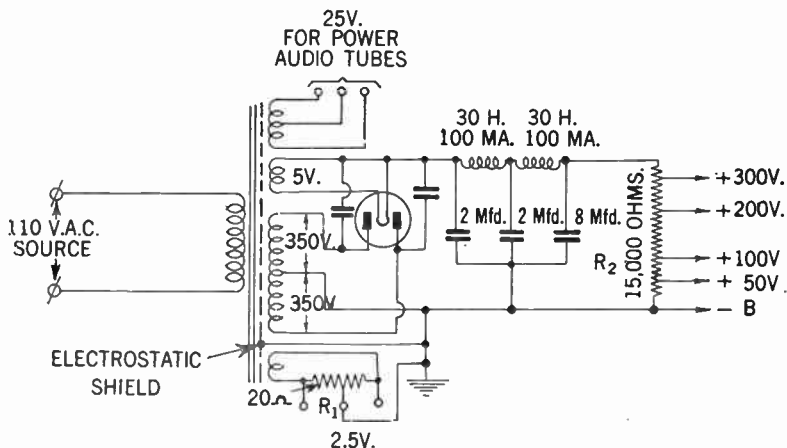 25V.
FOR POWER
AUDIO TUBES
30 H. 30 H.
100 MA. 100 MA.
5V.
110 V.A.C.
SOURCE
350V.
350V
2 Mfd. 2 Mfd. 8 Mfd.
R2
15,000 OHMS.
+300V.
+200V.
+100V
+ 50V.
- B
ELECTROSTATIC
SHIELD
20Ω
R1
2.5V.